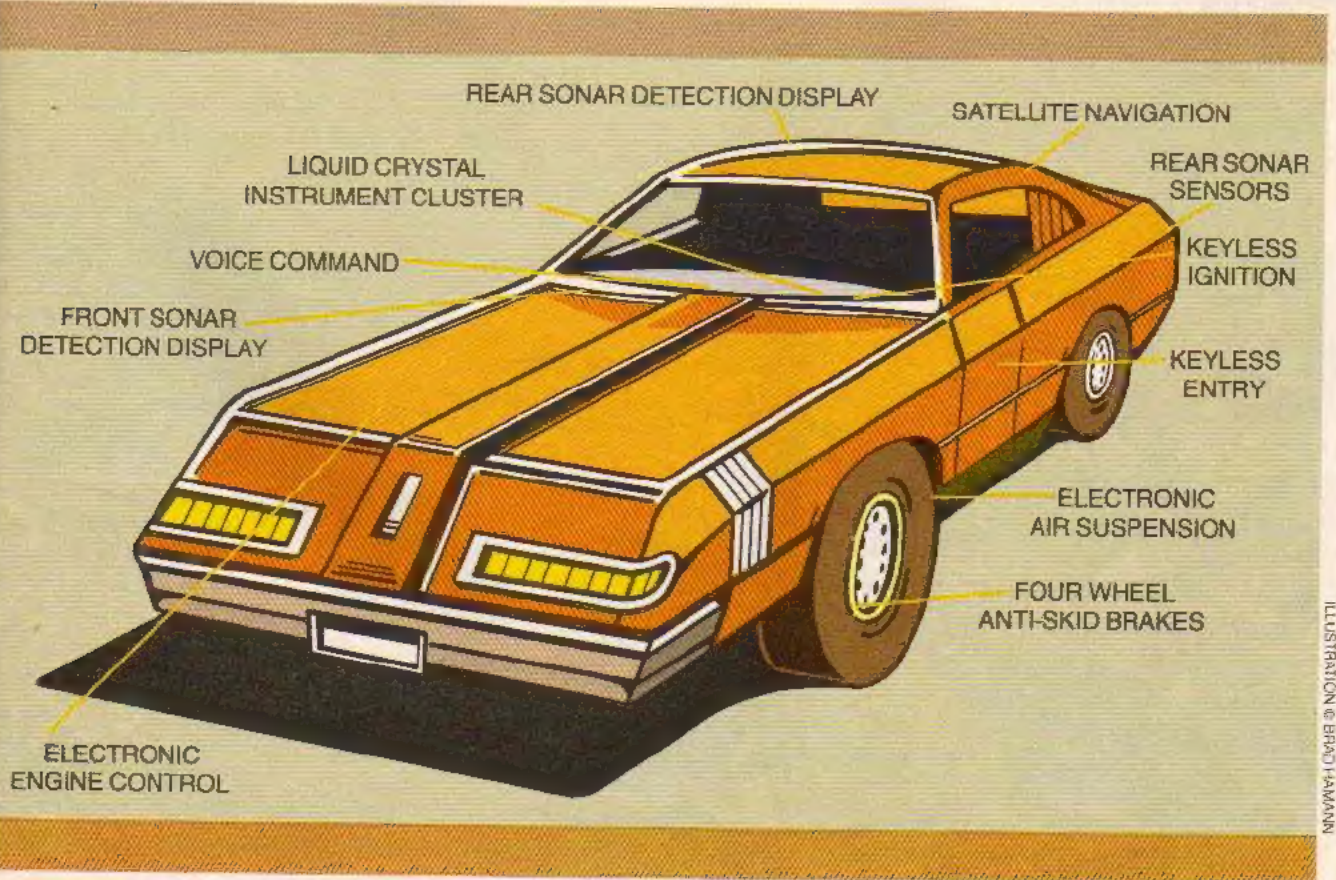 REAR SONAR DETECTION DISPLAY
SATELLITE NAVIGATION
LIQUID CRYSTAL
INSTRUMENT CLUSTER
REAR SONAR
SENSORS
VOICE COMMAND
KEYLESS
IGNITION
FRONT SONAR
DETECTION DISPLAY
KEYLESS
ENTRY
ELECTRONIC
AIR SUSPENSION
FOUR WHEEL
ANTI-SKID BRAKES
ELECTRONIC
ENGINE CONTROL
ILLUSTRATION © BRAD HAMANN